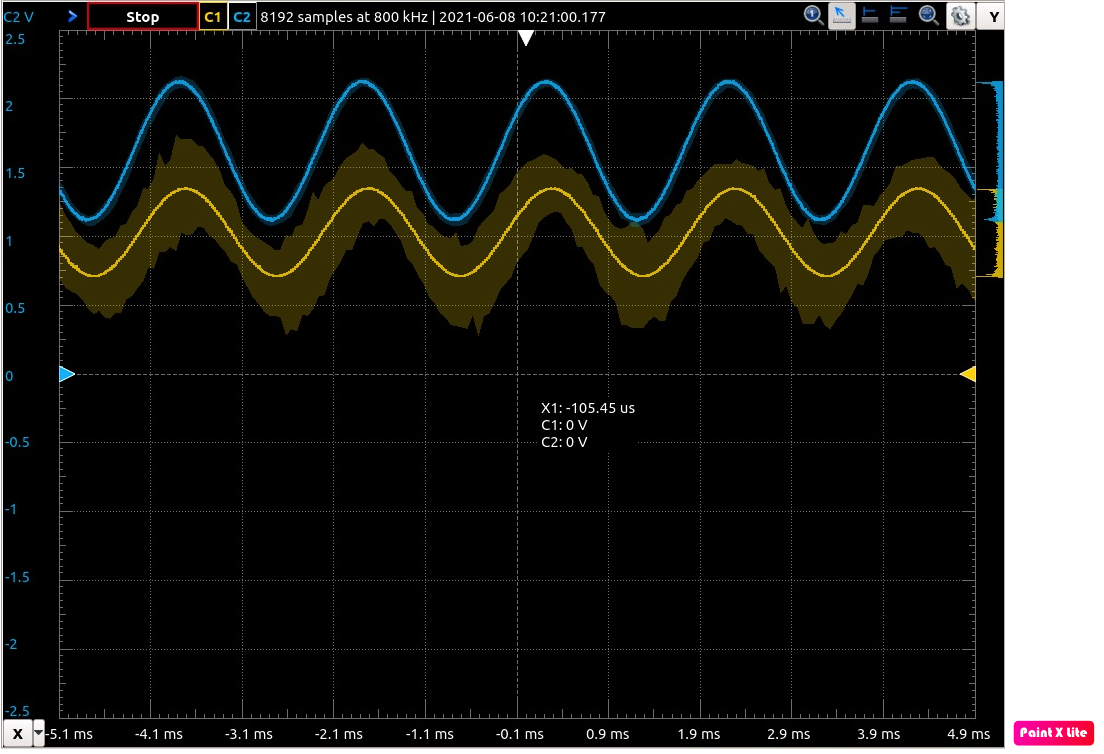 C2 V
Stop
C1
C2
8192 samples at 800 kHz | 2021-06-08 10:21:00.177
1
Y
2.5
2
1.5
1
0.5
0
-0.5
-1
-1.5
-2
-2.5
X1: -105.45 us
C1: 0 V
C2: 0 V
X
-5.1 ms
-4.1 ms
-3.1 ms
-2.1 ms
-1.1 ms
-0.1 ms
0.9 ms
1.9 ms
2.9 ms
3.9 ms
4.9 ms
Paint X lite